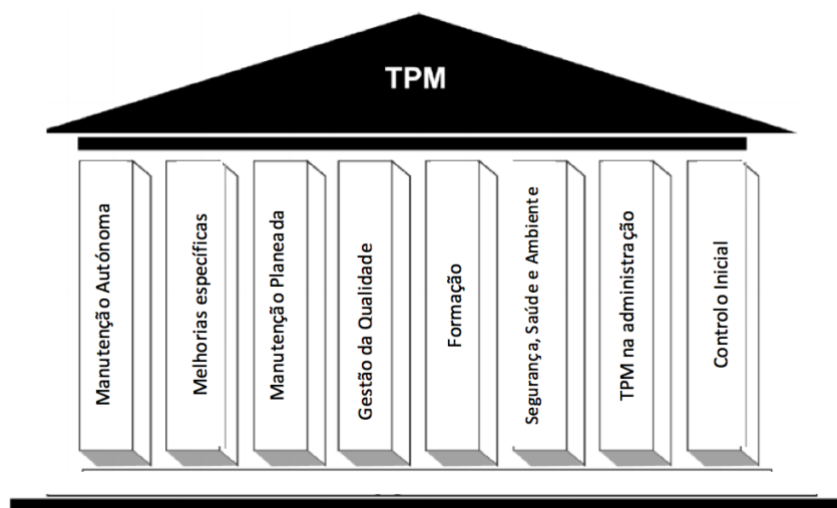 TPM
Manutenção Autónoma
Melhorias específicas
Manutenção Planeada
Gestão da Qualidade
Formação
Segurança, Saúde e Ambiente
TPM na administração
Controlo Inicial